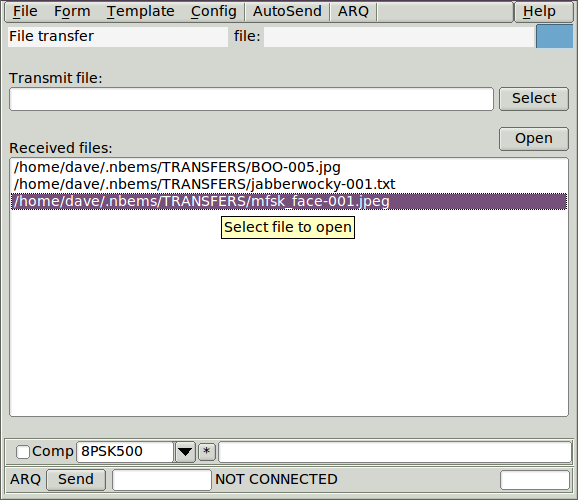 File Form Template Config AutoSend ARQ Help
File transfer file:
Transmit file:
Select
Open
Received files:
/home/dave/.nbems/TRANSFERS/BOO-005.jpg
/home/dave/.nbems/TRANSFERS/jabberwocky-001.txt
/home/dave/.nbems/TRANSFERS/mfsk_face-001.jpeg
Select file to open
Comp 8PSK500 *
ARQ Send NOT CONNECTED